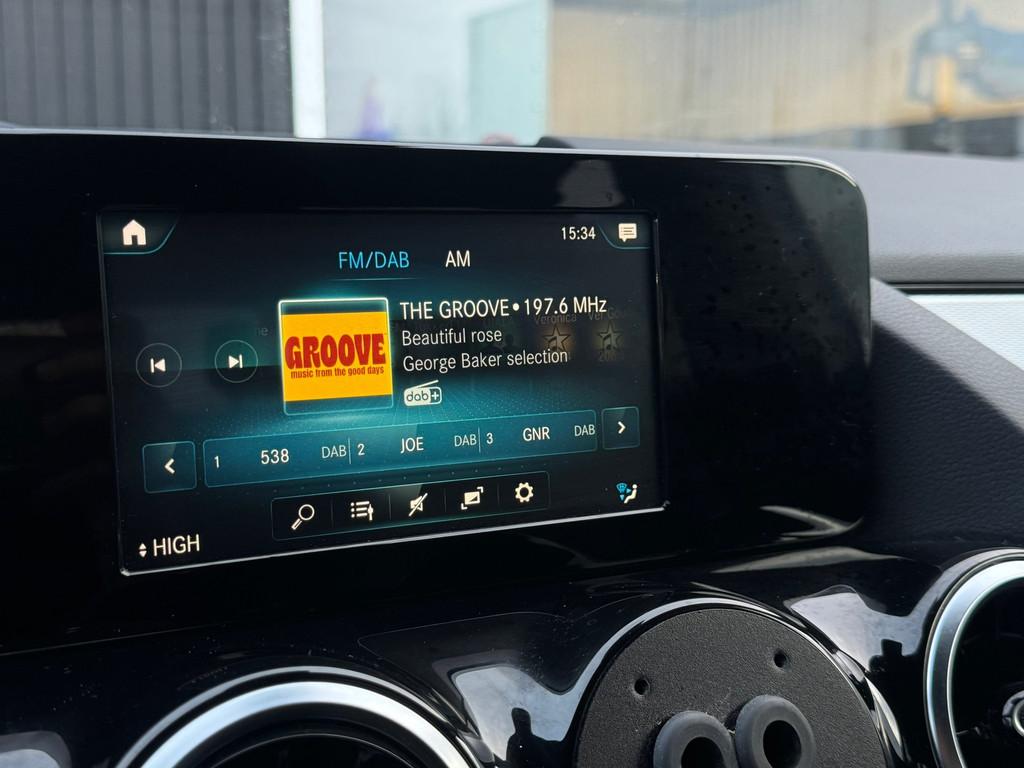 15:34
FM/DAB AM
THE GROOVE • 197.6 MHz
Beautiful rose
George Baker selection
GROOVE
music from the good days
dab+
Veronica
1 538 DAB 2 JOE DAB 3 GNR DAB
HIGH